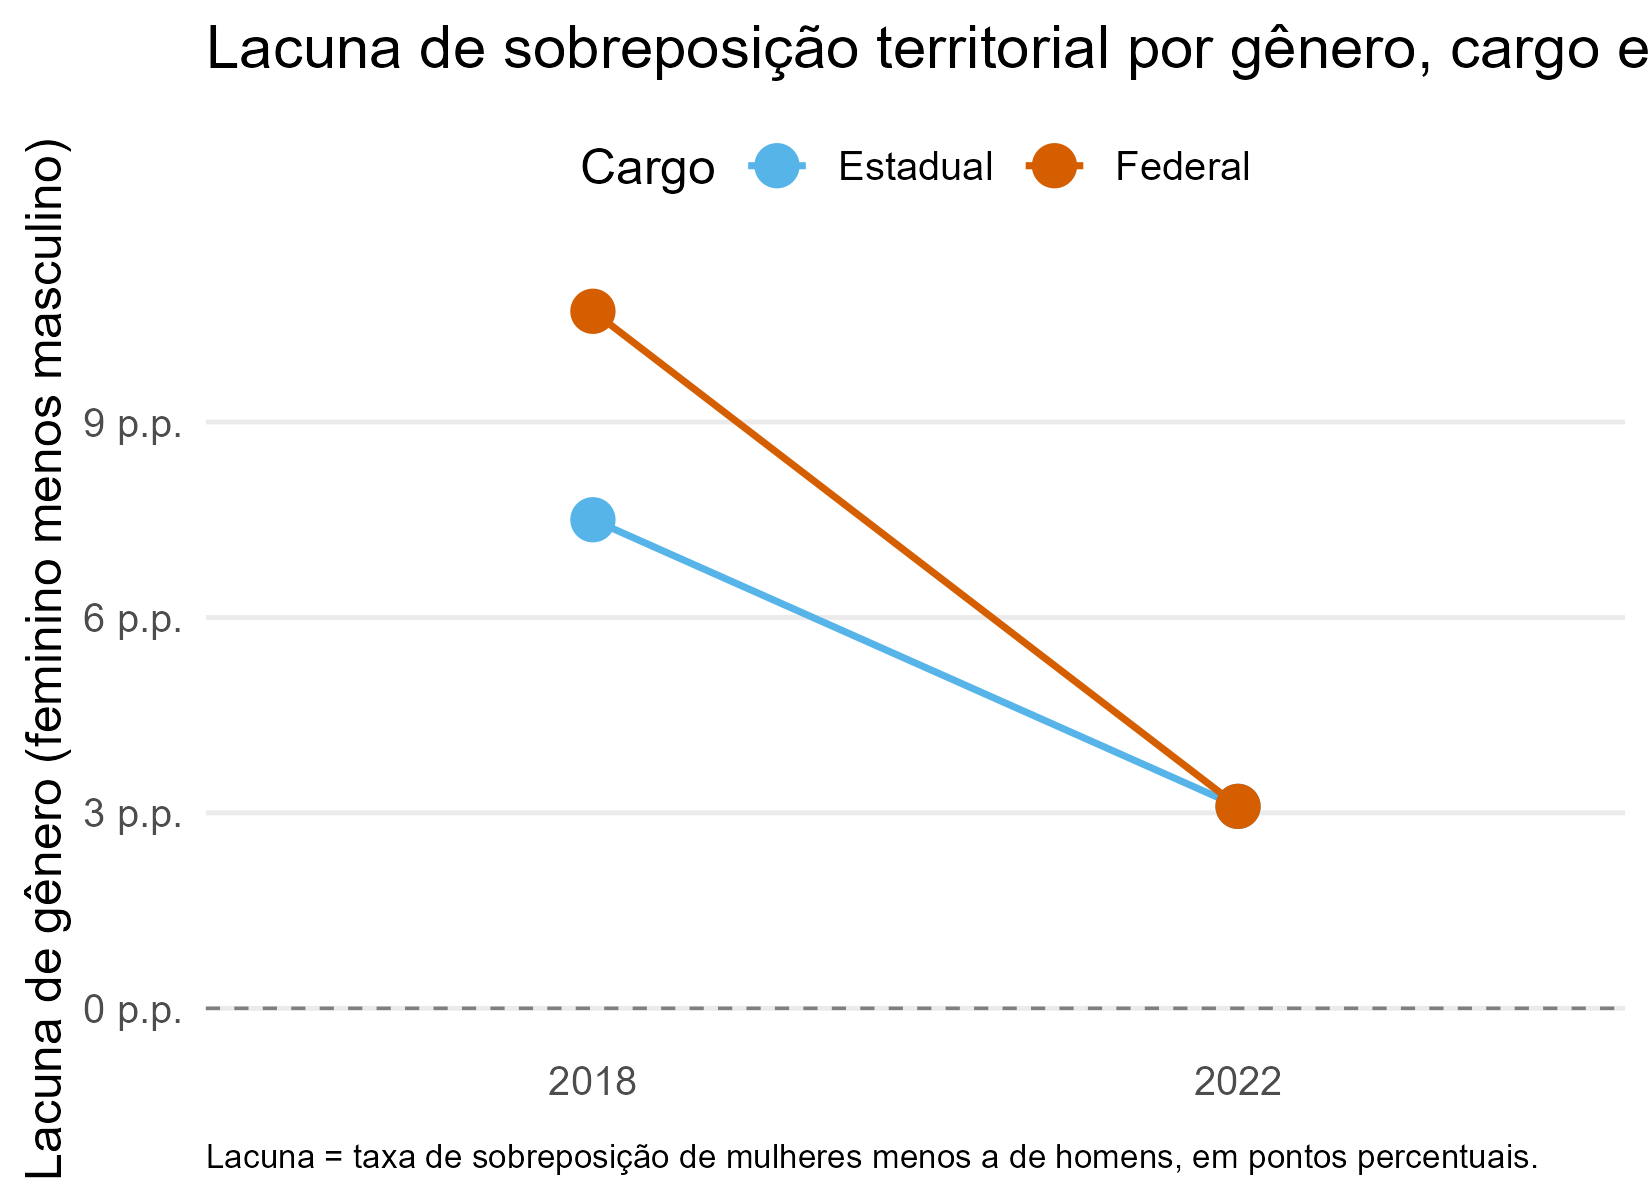 Lacuna de sobreposição territorial por gênero, cargo e
Cargo Estadual Federal
Lacuna de gênero (feminino menos masculino)
9 p.p.
6 p.p.
3 p.p.
0 p.p.
2018 2022
Lacuna = taxa de sobreposição de mulheres menos a de homens, em pontos percentuais.